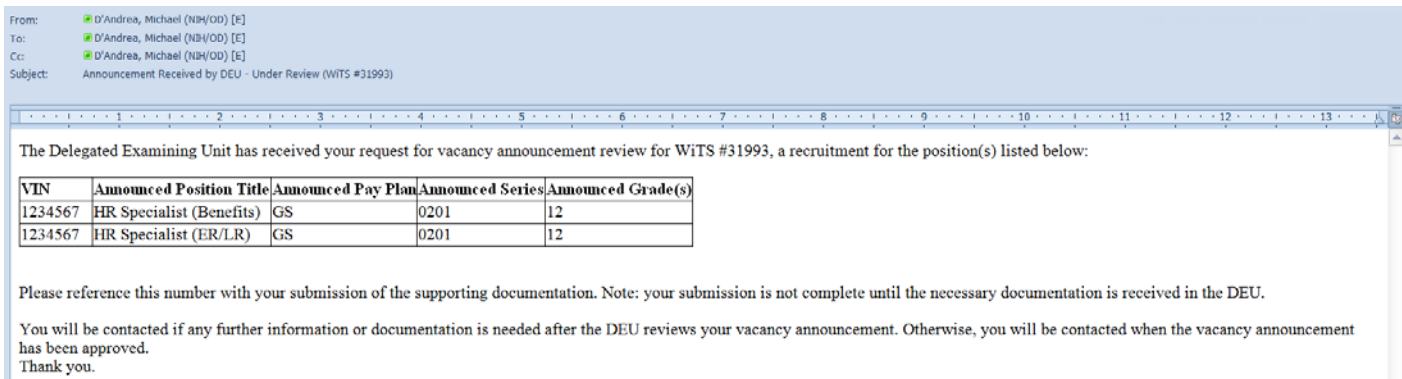 From: D'Andrea, Michael (NIH/OD) [E]
To: D'Andrea, Michael (NIH/OD) [E]
Cc: D'Andrea, Michael (NIH/OD) [E]
Subject: Announcement Received by DEU - Under Review (WiTS #31993)
1 2 3 4 5 6 7 8 9 10 11 12 13
The Delegated Examining Unit has received your request for vacancy announcement review for WiTS #31993, a recruitment for the position(s) listed below:
VIN Announced Position Title Announced Pay Plan Announced Series Announced Grade(s)
1234567 HR Specialist (Benefits) GS 0201 12
1234567 HR Specialist (ER/LR) GS 0201 12
Please reference this number with your submission of the supporting documentation. Note: your submission is not complete until the necessary documentation is received in the DEU.
You will be contacted if any further information or documentation is needed after the DEU reviews your vacancy announcement. Otherwise, you will be contacted when the vacancy announcement
has been approved.
Thank you.